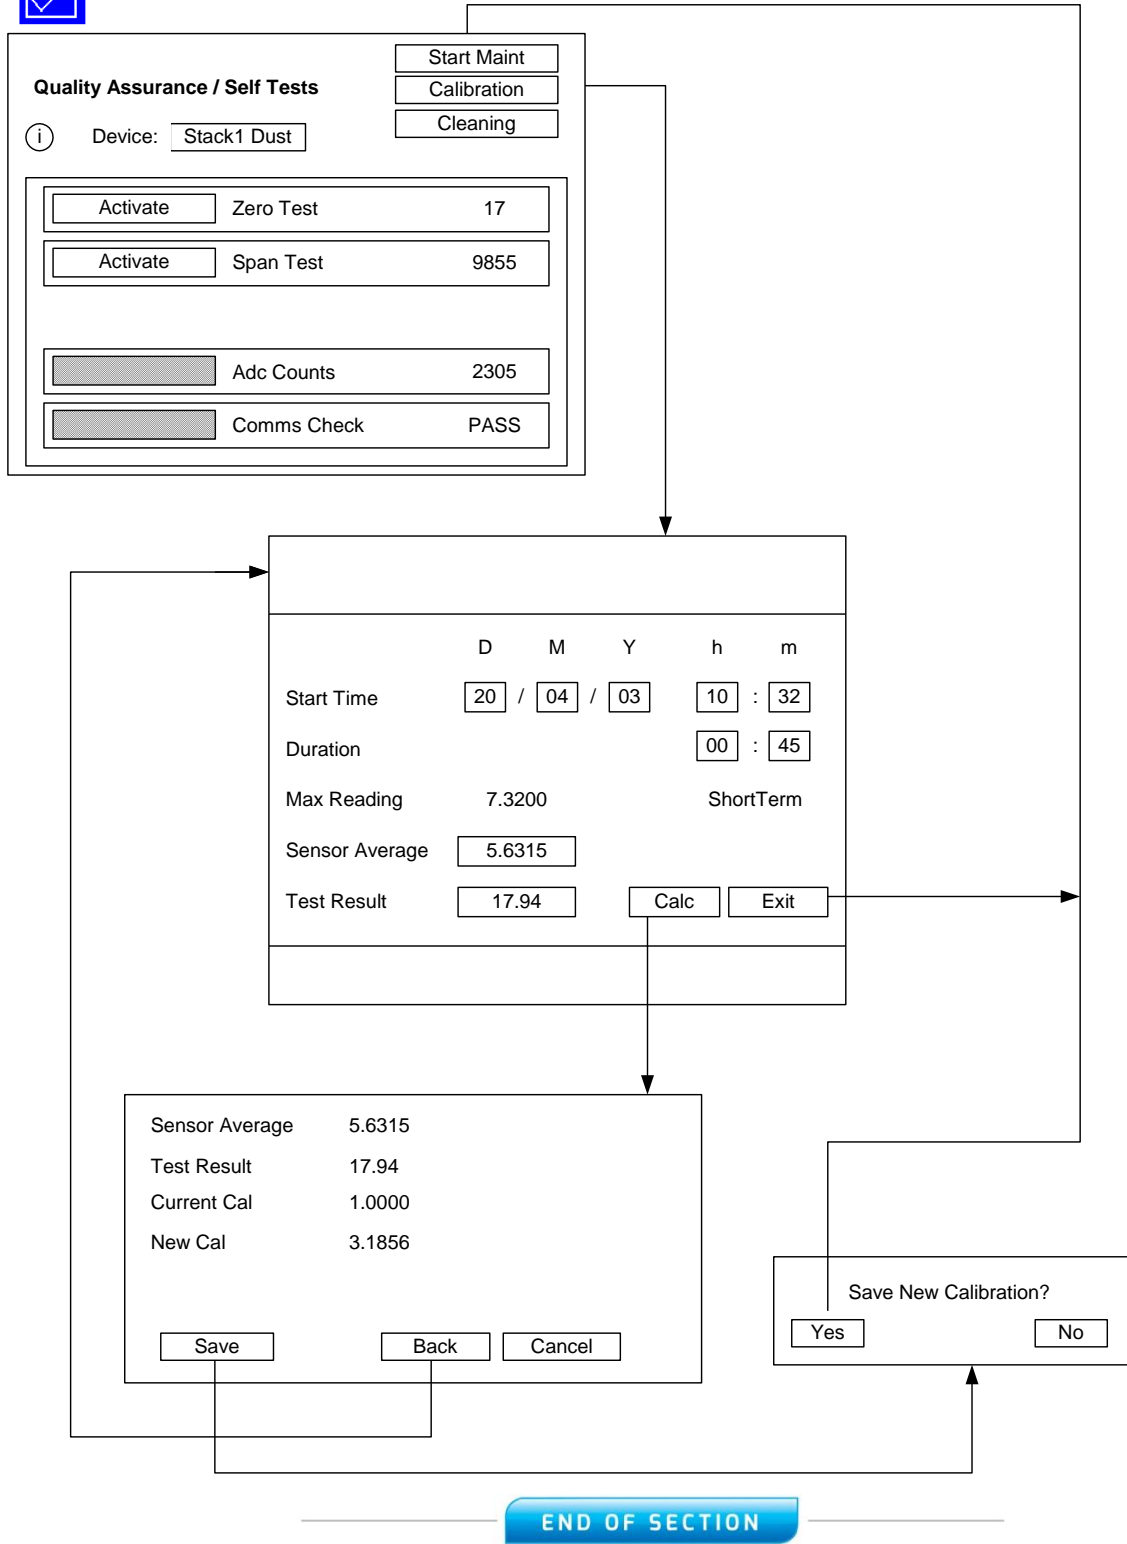 Start Maint
Quality Assurance / Self Tests
Calibration
Cleaning
i Device: Stack1 Dust
Activate Zero Test 17
Activate Span Test 9855
Adc Counts 2305
Comms Check PASS
D M Y h m
Start Time 20 / 04 / 03 10 : 32
Duration 00 : 45
Max Reading 7.3200 ShortTerm
Sensor Average 5.6315
Test Result 17.94 Calc Exit
Sensor Average 5.6315
Test Result 17.94
Current Cal 1.0000
New Cal 3.1856
Save Back Cancel
Save New Calibration?
Yes No
END OF SECTION